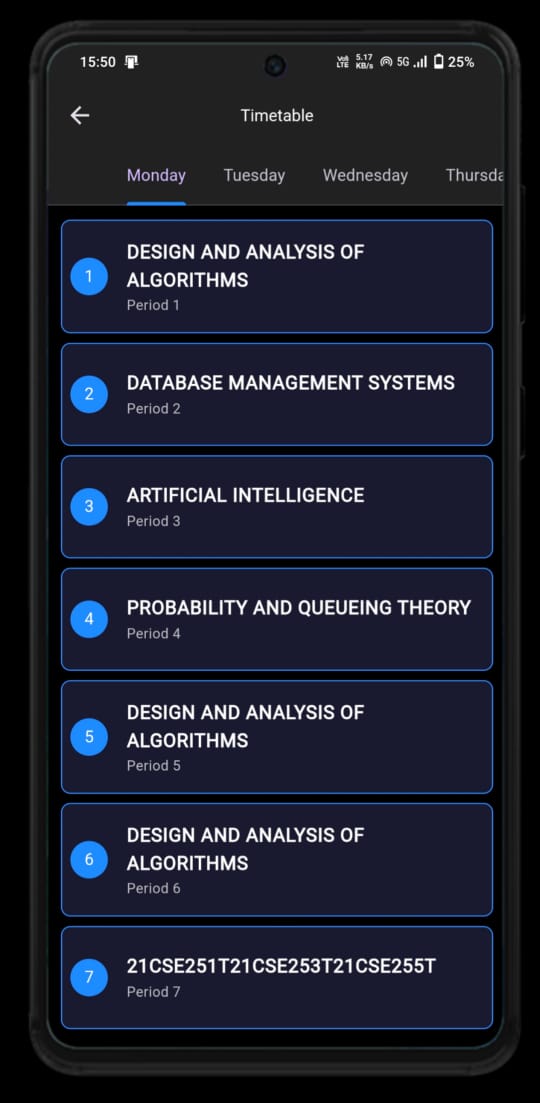 15:50 Vo) LTE 5.17 KB/s 5G 25%
Timetable
Monday Tuesday Wednesday Thursda
DESIGN AND ANALYSIS OF
1 ALGORITHMS
Period 1
DATABASE MANAGEMENT SYSTEMS
2
Period 2
ARTIFICIAL INTELLIGENCE
3
Period 3
PROBABILITY AND QUEUEING THEORY
4
Period 4
DESIGN AND ANALYSIS OF
5 ALGORITHMS
Period 5
DESIGN AND ANALYSIS OF
6 ALGORITHMS
Period 6
21CSE251T21CSE253T21CSE255T
7
Period 7